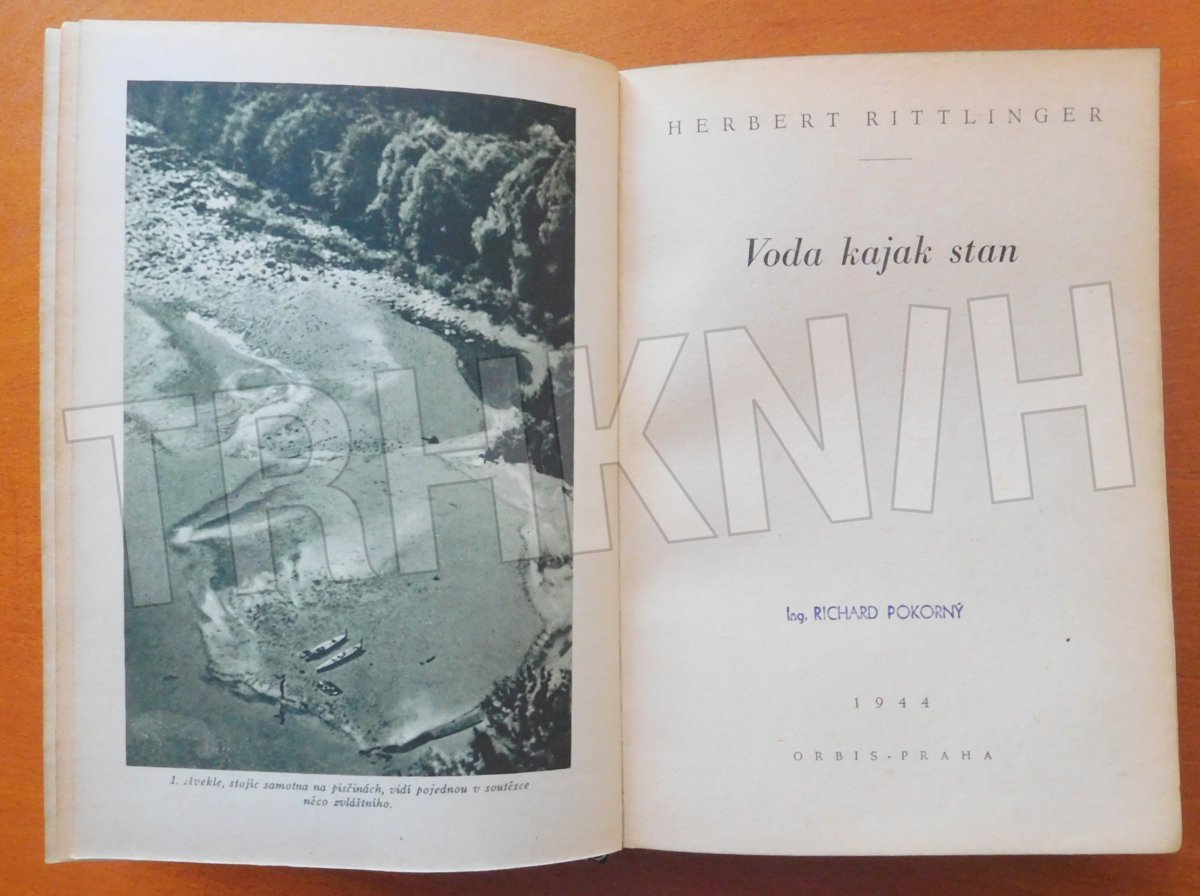 1. Avekle, stojíc samotna na písčinách, vidí pojednou v soutěsce
něco zvláštního.
HERBERT RITTLINGER
Voda kajak stan
Ing. RICHARD POKORNÝ
1944
ORBIS-PRAHA
TRHKNIH